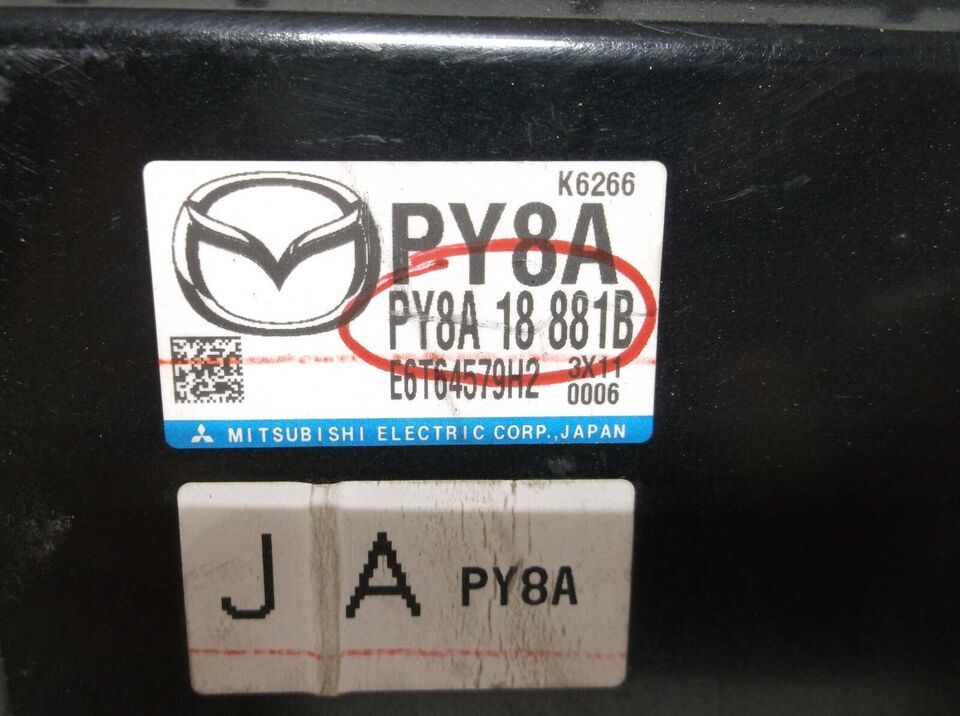 K6266
PY8A
PY8A 18 881B
E6T64579H2 3X11
0006
MITSUBISHI ELECTRIC CORP., JAPAN
J A PY8A